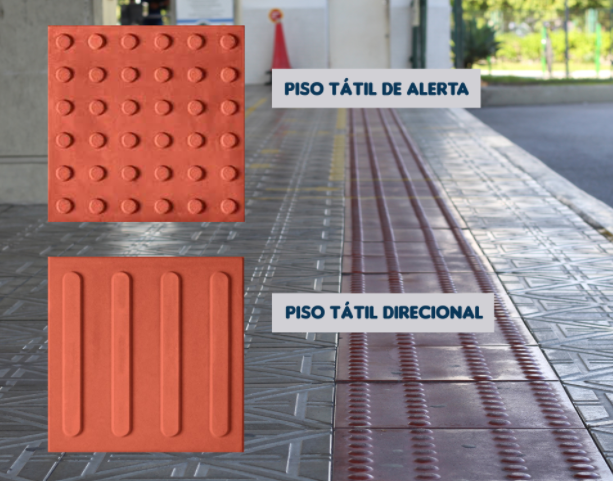 PISO TÁTIL DE ALERTA
PISO TÁTIL DIRECIONAL